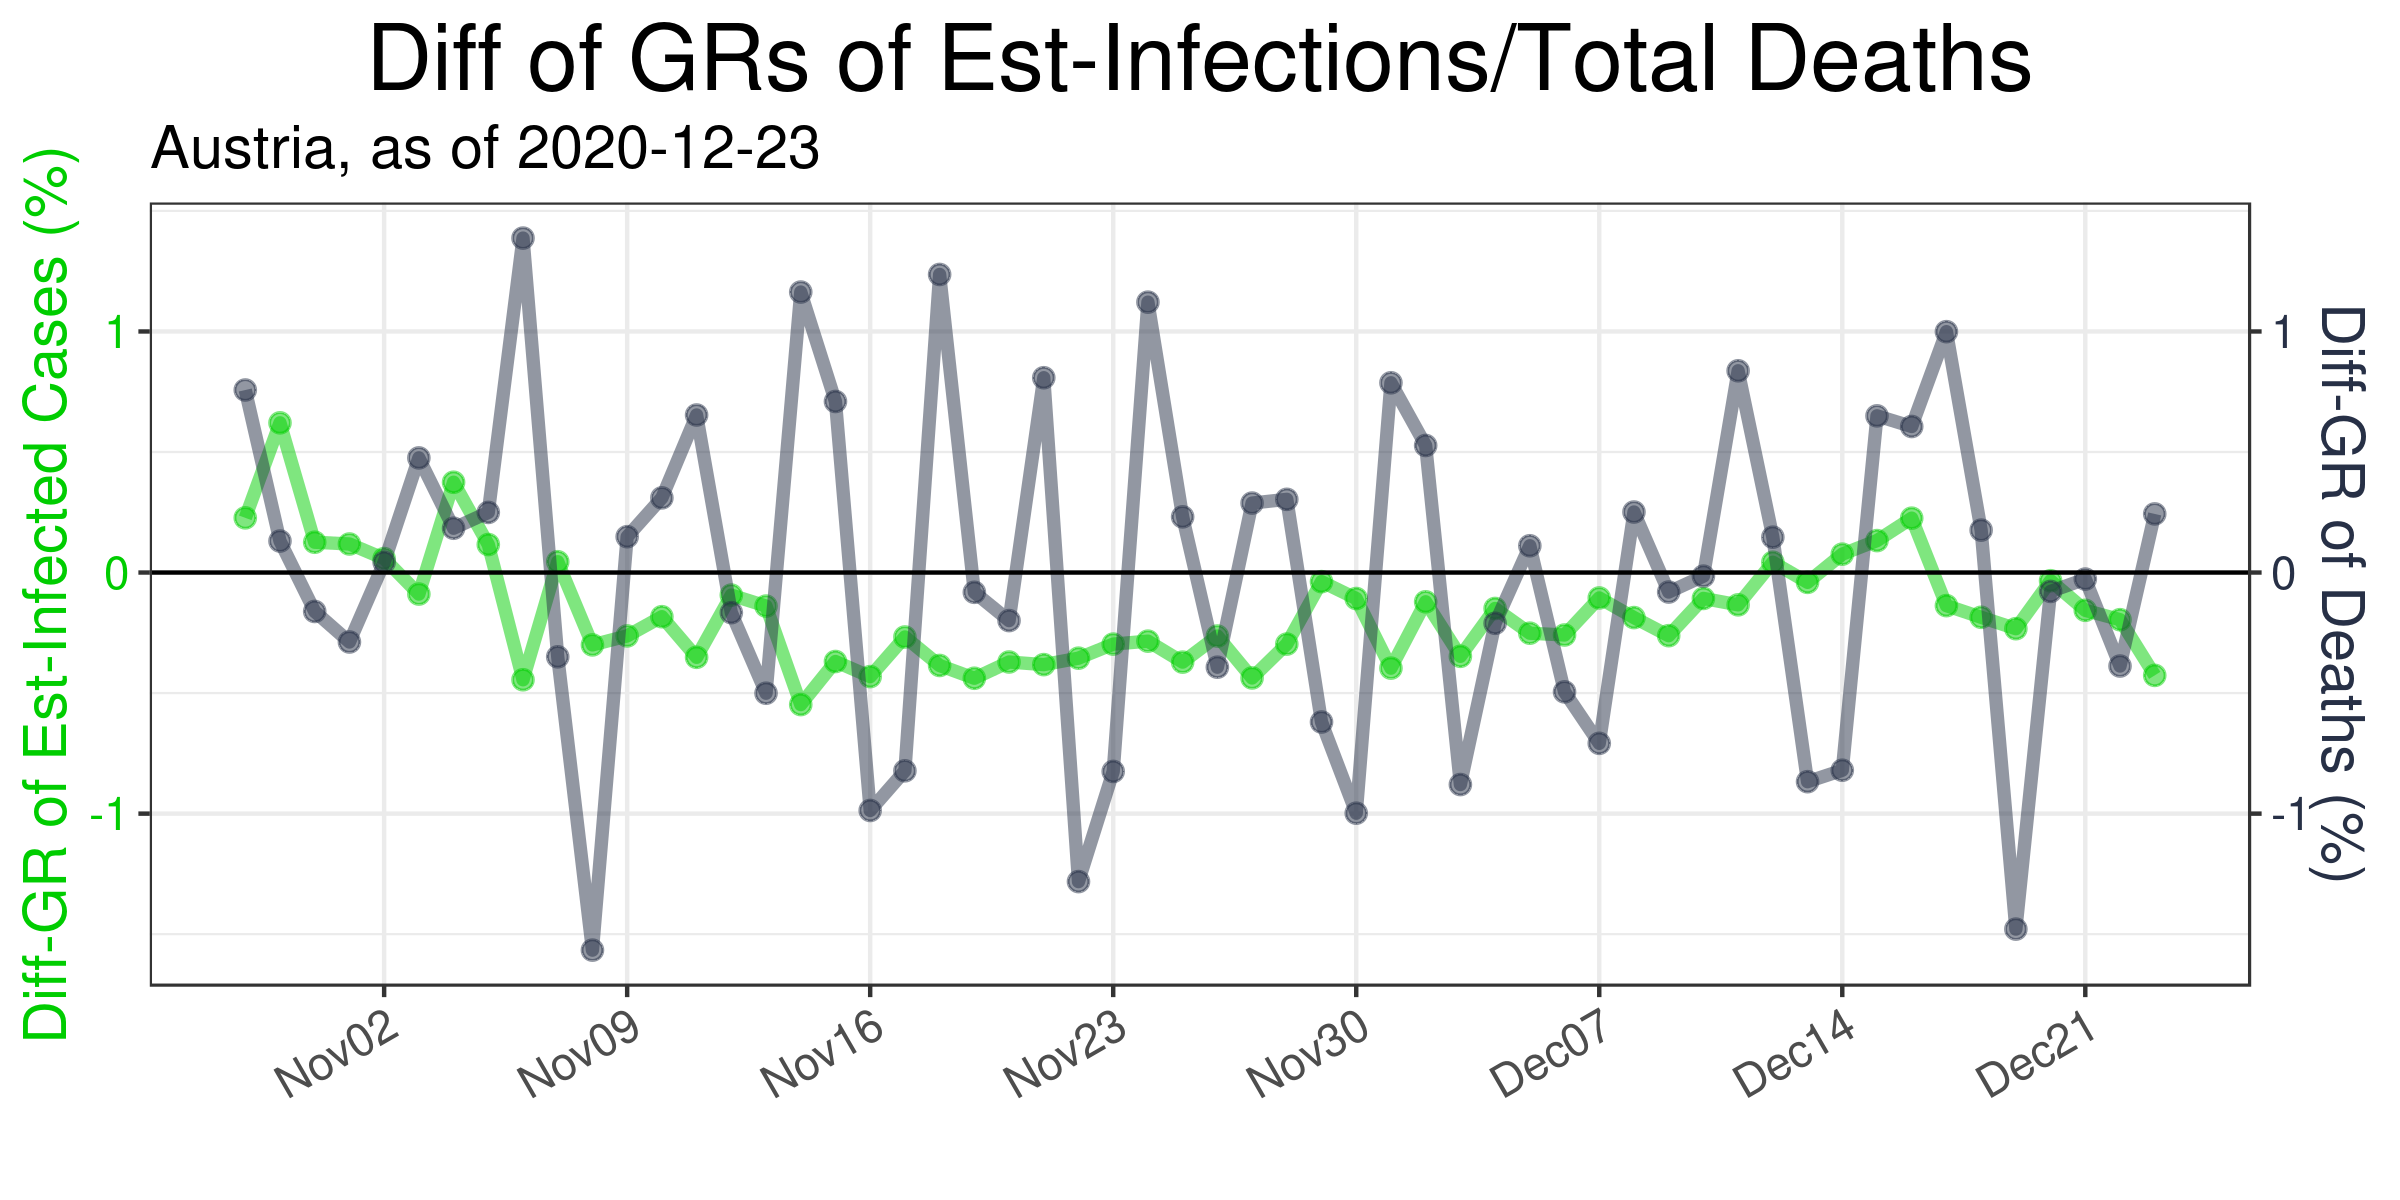 Diff of GRs of Est-Infections/Total Deaths
Austria, as of 2020-12-23
Diff-GR of Est-Infected Cases (%)
1
0
-1
1
0
-1
Diff-GR of Deaths (%)
Nov02
Nov09
Nov16
Nov23
Nov30
Dec07
Dec14
Dec21